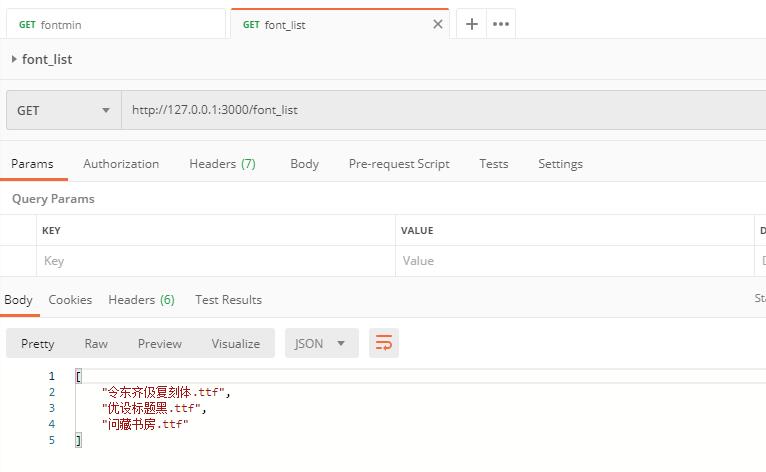 GET fontmin
GET font_list
font_list
GET http://127.0.0.1:3000/font_list
Params Authorization Headers (7) Body Pre-request Script Tests Settings
Query Params
KEY VALUE D
Key Value D
Body Cookies Headers (6) Test Results St
Pretty Raw Preview Visualize JSON
1 [
2 "令东齐伋复刻体.ttf",
3 "优设标题黑.ttf",
4 "问藏书房.ttf"
5 ]